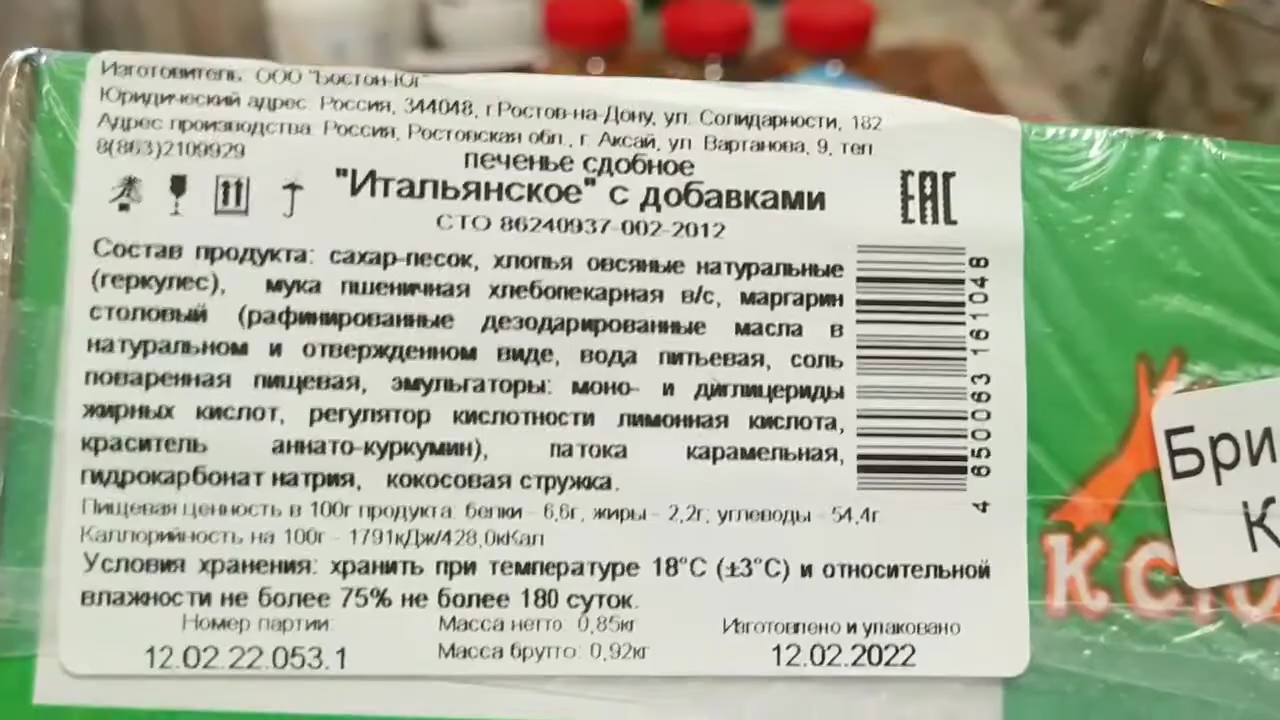 Изготовитель: ООО "Бостон-Юг"
Юридический адрес: Россия, 344048, г.Ростов-на-Дону, ул. Солидарности, 182
Адрес производства: Россия, Ростовская обл., г. Аксай, ул. Вартанова, 9, тел.
8(863)2109929
печенье сдобное
"Итальянское" с добавками
EAC
СТО 86240937-002-2012
Состав продукта: сахар-песок, хлопья овсяные натуральные
(геркулес), мука пшеничная хлебопекарная в/с, маргарин
столовый (рафинированные дезодарированные масла в
натуральном и отвержденном виде, вода питьевая, соль
поваренная пищевая, эмульгаторы: моно- и диглицериды
жирных кислот, регулятор кислотности лимонная кислота,
краситель аннато-куркумин), патока карамельная,
гидрокарбонат натрия, кокосовая стружка.
4 650063 161048
Пищевая ценность в 100г продукта: белки - 6,6г, жиры - 2,2г; углеводы - 54,4г
Каллорийность на 100г - 1791кДж/428,0кКал
Условия хранения: хранить при температуре 18°С (±3°С) и относительной
влажности не более 75% не более 180 суток.
Номер партии:
12.02.22.053.1
Масса нетто: 0,85кг
Масса брутто: 0,92кг
Изготовлено и упаковано
12.02.2022
Бри
К